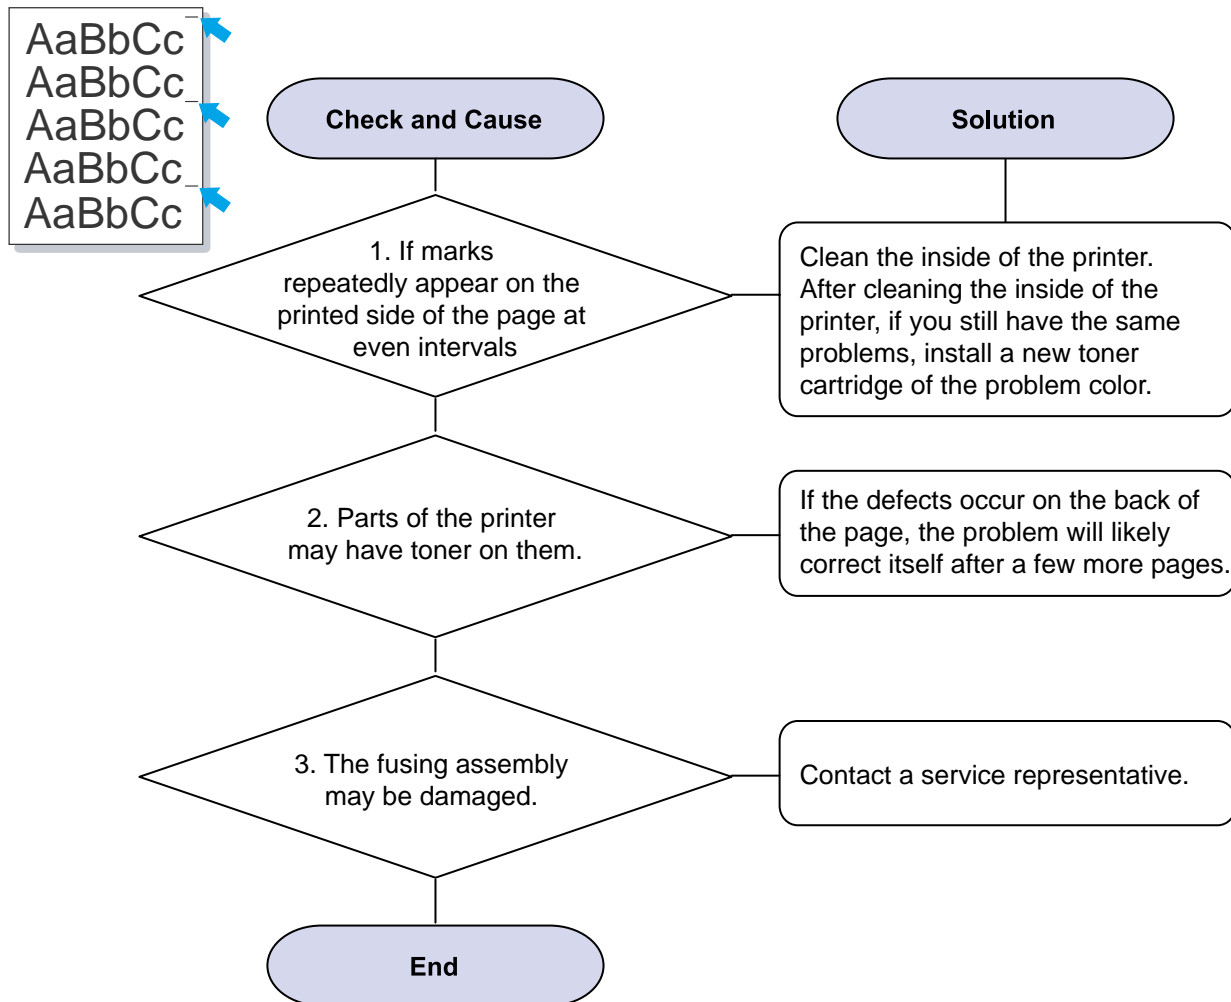 AaBbCc
AaBbCc
AaBbCc
AaBbCc
AaBbCc
Check and Cause
Solution
1. If marks
repeatedly appear on the
printed side of the page at
even intervals
Clean the inside of the printer.
After cleaning the inside of the
printer, if you still have the same
problems, install a new toner
cartridge of the problem color.
2. Parts of the printer
may have toner on them.
If the defects occur on the back of
the page, the problem will likely
correct itself after a few more pages.
3. The fusing assembly
may be damaged.
Contact a service representative.
End